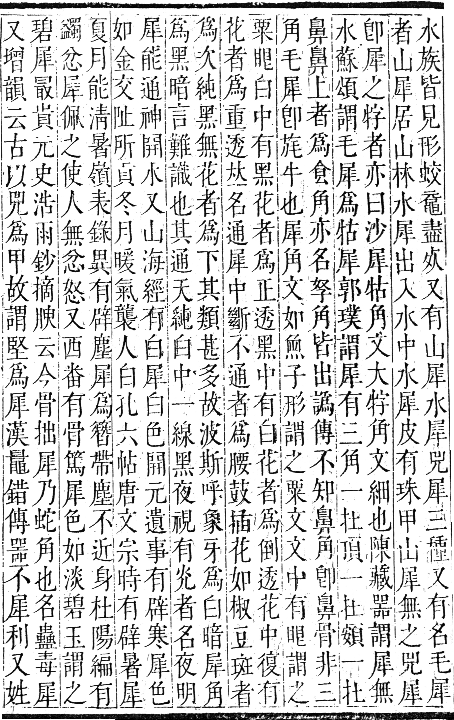 水族皆見形蛟鼉盡死又有山犀水犀兕犀三種又有名毛犀
者山犀居山林水犀出入水中水犀皮有珠甲山犀無之兕犀
卽犀之牸者亦曰沙犀牯角文大牸角文細也陳藏器謂犀無
水蘇頌謂毛犀爲牯犀郭璞謂犀有三角一在頂一在額一在
鼻鼻上者爲食角亦名孥角皆出譌傳不知鼻角卽鼻骨非三
角毛犀卽旄牛也犀角文如魚子形謂之粟文文中有眼謂之
粟眼白中有黑花者爲正透黑中有白花者爲倒透花中復有
花者爲重透竝名通犀中斷不通者爲腰鼓插花如椒豆斑者
爲次純黑無花者爲下其類甚多故波斯呼象牙爲白暗犀角
爲黑暗言難識也其通天純白中一線黑夜視有光者名夜明
犀能通神開水又山海經有白犀白色開元遺事有辟寒犀色
如金交阯所貢冬月暖氣襲人白孔六帖唐文宗時有辟暑犀
夏月能清暑嶺表錄異有辟塵犀爲簪帶塵不近身杜陽編有
蠲忿犀佩之使人無忿怒又西畨有骨篤犀色如淡碧玉謂之
碧犀最貴元史浩雨鈔摘腴云今骨拙犀乃蛇角也名蠱毒犀
又增韻云古以兕爲甲故謂堅爲犀漢鼂錯傳器不犀利又姓